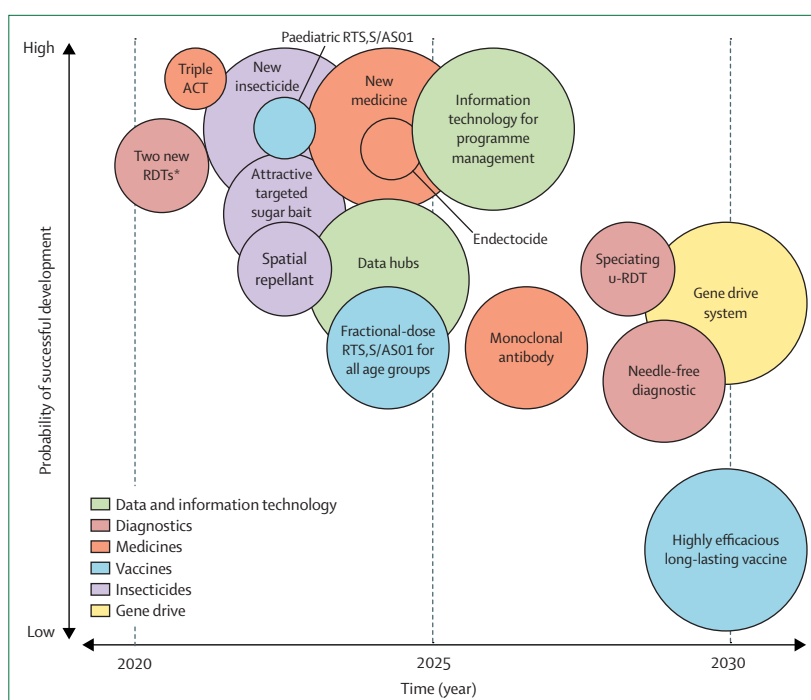 Paediatric RTS,S/AS01
High
Triple
ACT
New
insecticide
New
medicine
Information
technology for
programme
management
Two new
RDTs*
Attractive
targeted
sugar bait
Endectocide
Spatial
repellant
Data hubs
Speciating
u-RDT
Gene drive
system
Fractional-dose
RTS,S/AS01 for
all age groups
Monoclonal
antibody
Needle-free
diagnostic
Highly efficacious
long-lasting vaccine
Probability of successful development
Data and information technology
Diagnostics
Medicines
Vaccines
Insecticides
Gene drive
Low
2020
2025
2030
Time (year)